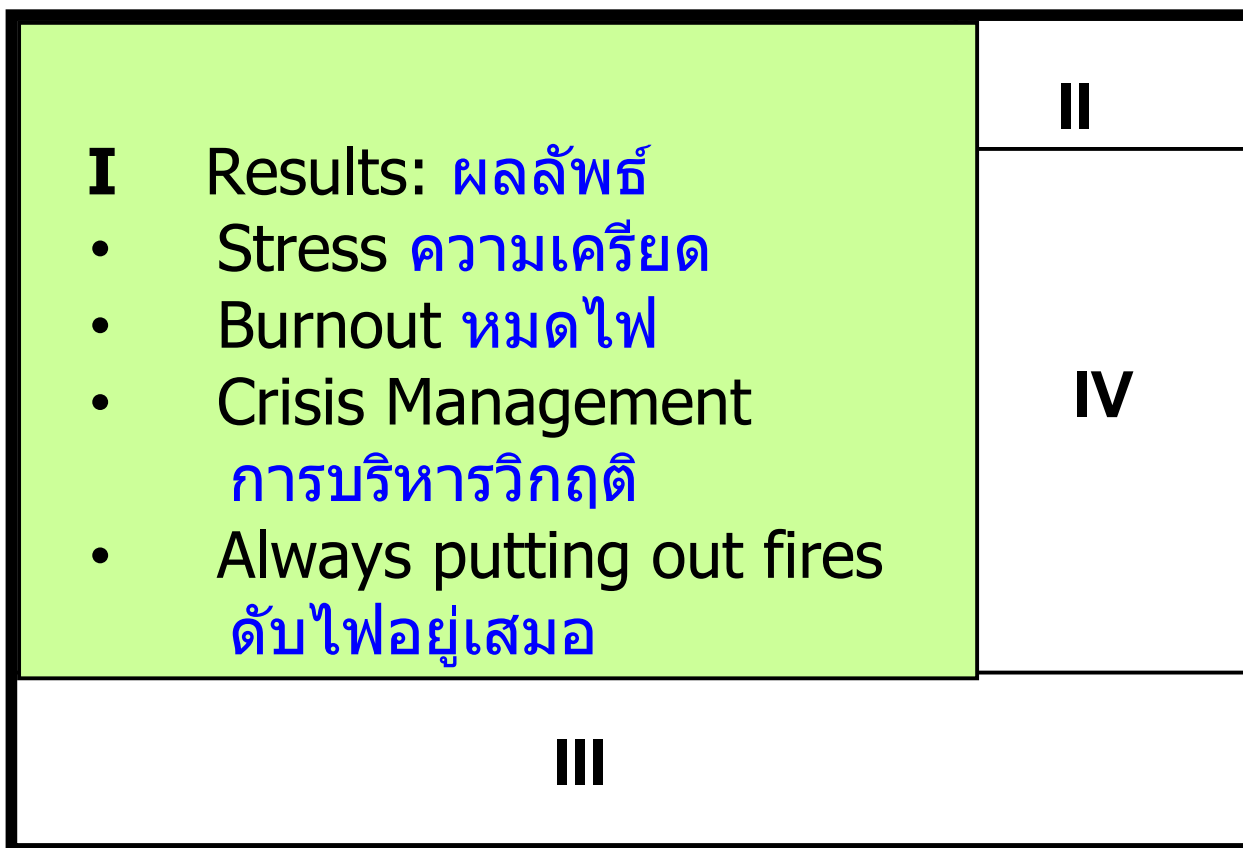 I Results: ผลลัพธ์
• Stress ความเครียด
• Burnout หมดไฟ
• Crisis Management
การบริหารวิกฤติ
• Always putting out fires
ดับไฟอยู่เสมอ
II
IV
III